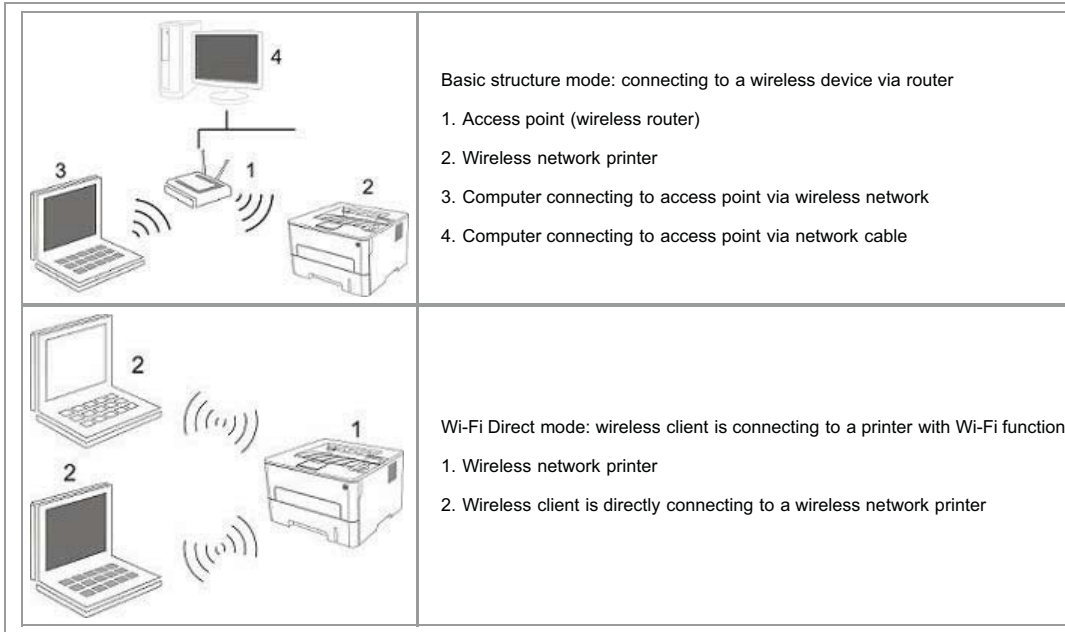 4
3
1
2
Basic structure mode: connecting to a wireless device via router
1. Access point (wireless router)
2. Wireless network printer
3. Computer connecting to access point via wireless network
4. Computer connecting to access point via network cable
2
1
2
Wi-Fi Direct mode: wireless client is connecting to a printer with Wi-Fi function
1. Wireless network printer
2. Wireless client is directly connecting to a wireless network printer